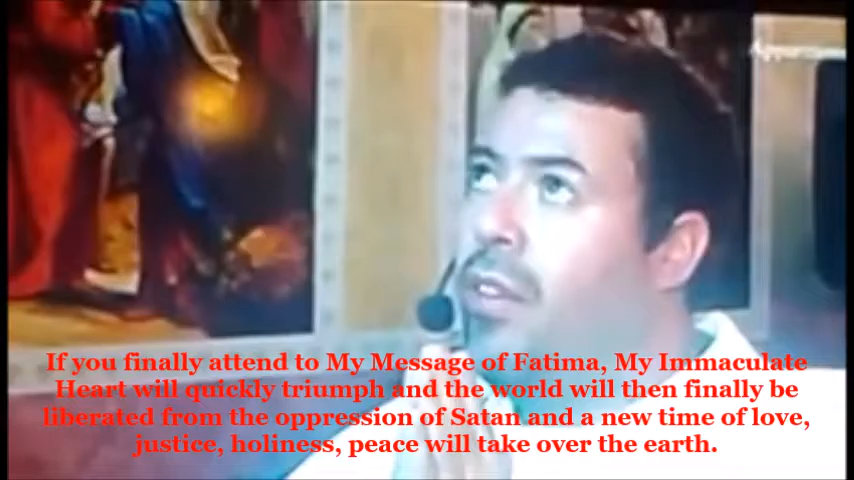 If you finally attend to My Message of Fatima, My Immaculate
Heart will quickly triumph and the world will then finally be
liberated from the oppression of Satan and a new time of love,
justice, holiness, peace will take over the earth.